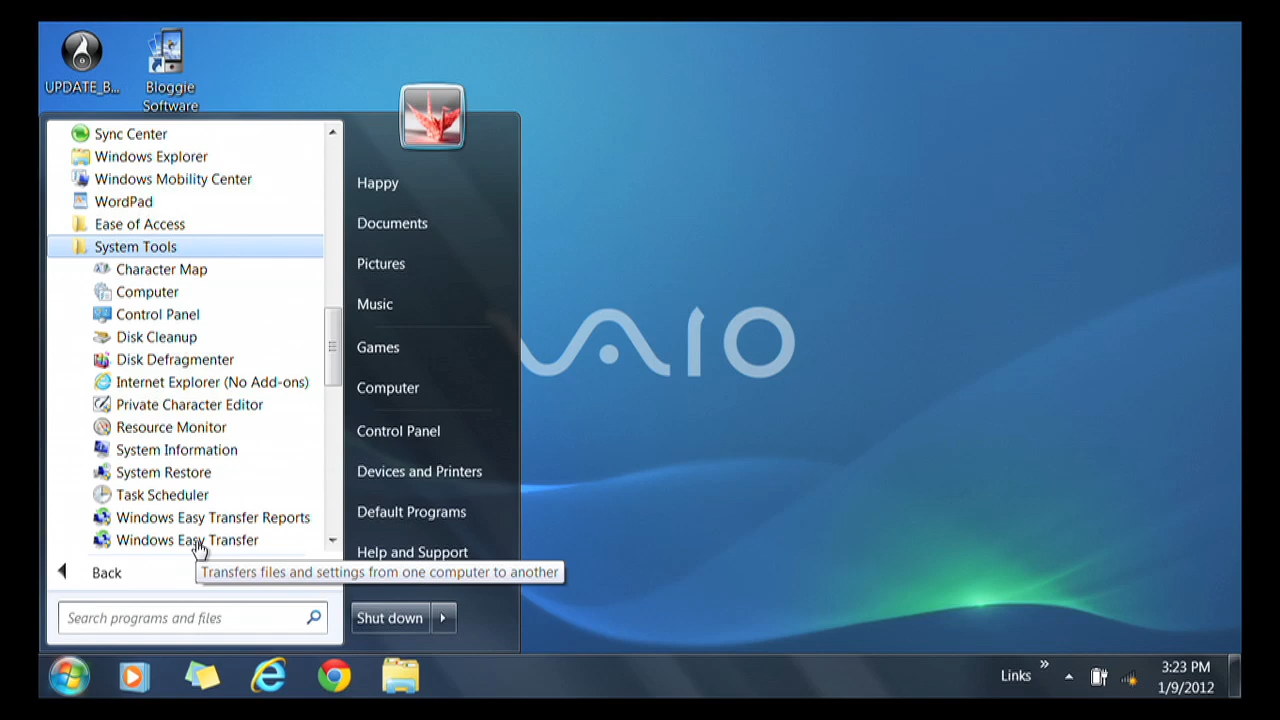 UPDATE_B...
Bloggie
Software
Sync Center
Windows Explorer
Windows Mobility Center
WordPad
Ease of Access
System Tools
Character Map
Computer
Control Panel
Disk Cleanup
Disk Defragmenter
Internet Explorer (No Add-ons)
Private Character Editor
Resource Monitor
System Information
System Restore
Task Scheduler
Windows Easy Transfer Reports
Windows Easy Transfer
Back
Search programs and files
Happy
Documents
Pictures
Music
Games
Computer
Control Panel
Devices and Printers
Default Programs
Help and Support
Transfers files and settings from one computer to another
Shut down
VAIO
Links
3:23 PM
1/9/2012